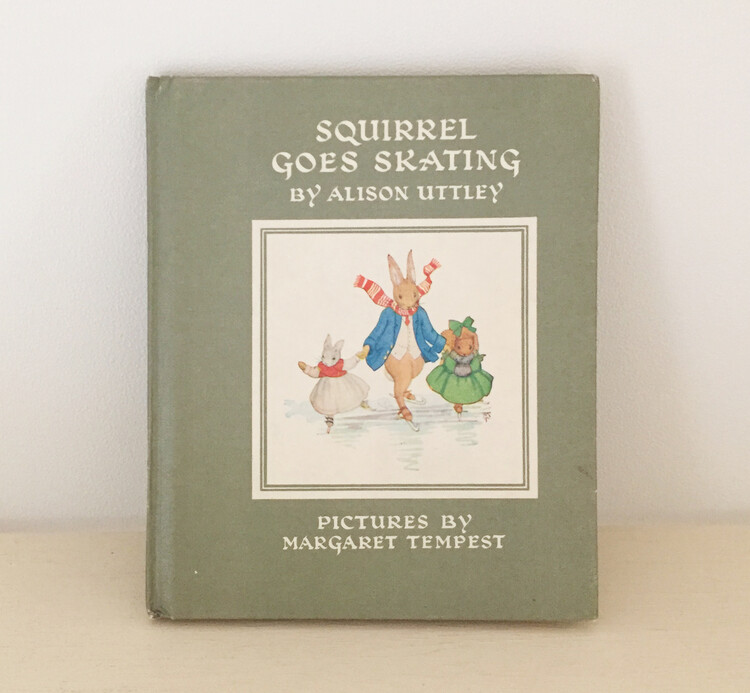 SQUIRREL
GOES SKATING
BY ALISON UTTLEY
PICTURES BY
MARGARET TEMPEST